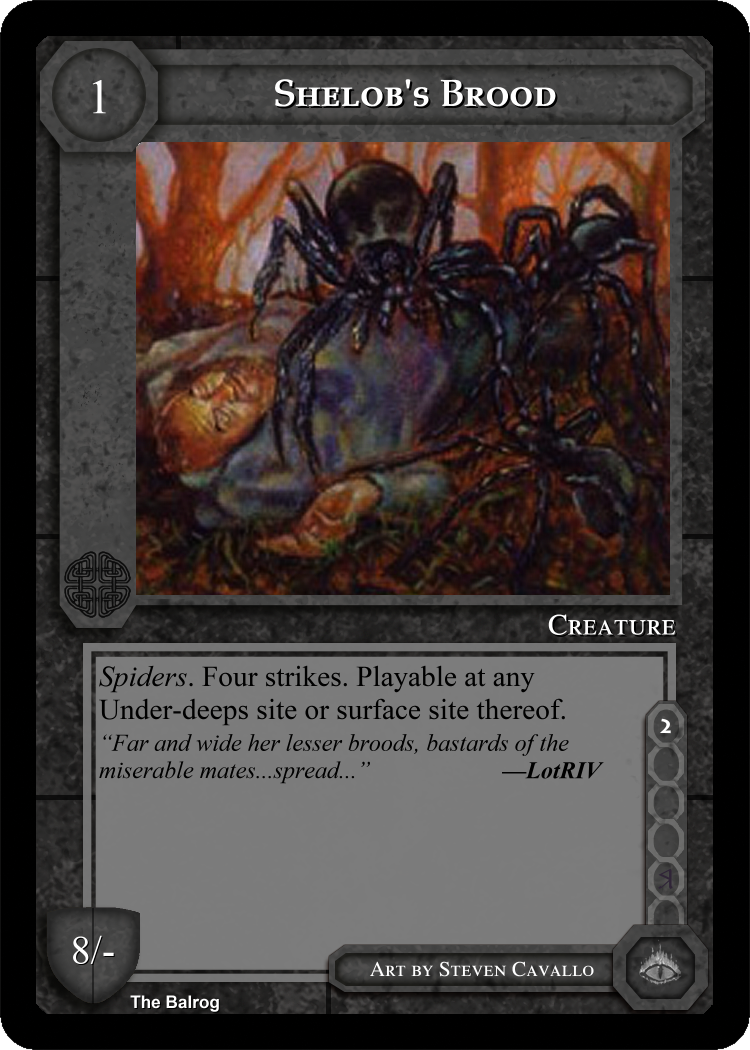 1
Shelob's Brood
Creature
Spiders. Four strikes. Playable at any
Under-deeps site or surface site thereof.
“Far and wide her lesser broods, bastards of the
miserable mates...spread...” —LotRIV
2
8/-
Art by Steven Cavallo
The Balrog